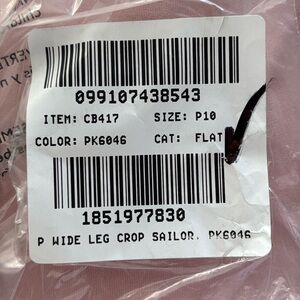 099107438543
ITEM: CB417 SIZE: P10
COLOR: PK6046 CAT: FLAT
1851977830
P WIDE LEG CROP SAILOR, PK6046